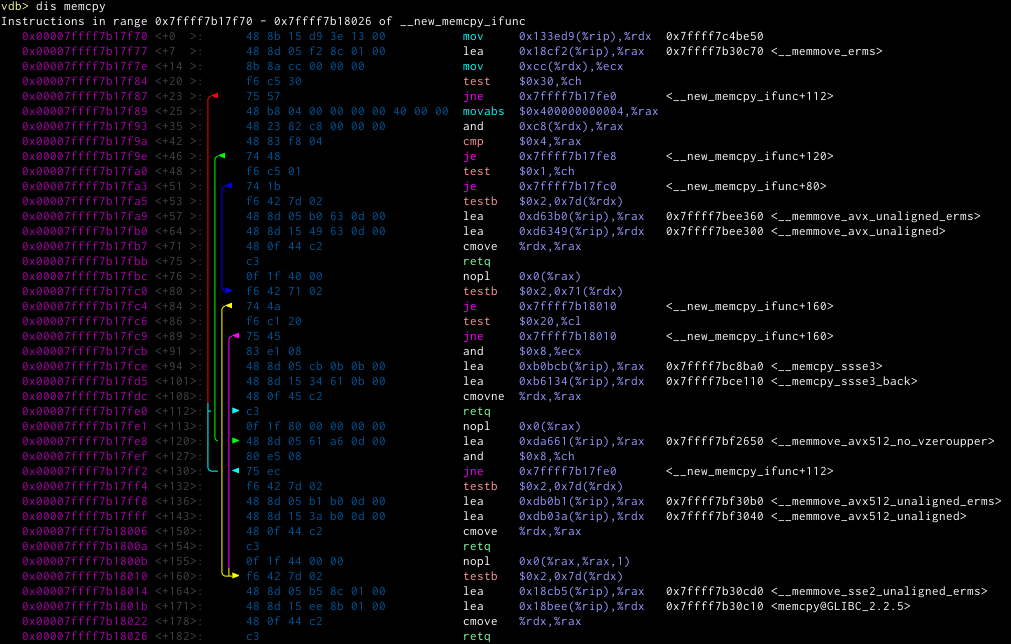 vdb> dis memcpy
Instructions in range 0x7ffff7b17f70 - 0x7ffff7b18026 of __new_memcpy_ifunc
0x00007ffff7b17f70 <+0  >: 48 8b 15 d9 3e 13 00 mov 0x133ed9(%rip),%rdx 0x7ffff7c4be50
0x00007ffff7b17f77 <+7  >: 48 8d 05 f2 8c 01 00 lea 0x18cf2(%rip),%rax 0x7ffff7b30c70 <__memmove_erms>
0x00007ffff7b17f7e <+14 >: 8b 8a cc 00 00 00 mov 0xcc(%rdx),%ecx
0x00007ffff7b17f84 <+20 >: f6 c5 30 test $0x30,%ch
0x00007ffff7b17f87 <+23 >: 75 57 jne 0x7ffff7b17fe0 <__new_memcpy_ifunc+112>
0x00007ffff7b17f89 <+25 >: 48 b8 04 00 00 00 00 40 00 00 movabs $0x400000000004,%rax
0x00007ffff7b17f93 <+35 >: 48 23 82 c8 00 00 00 and 0xc8(%rdx),%rax
0x00007ffff7b17f9a <+42 >: 48 83 f8 04 cmp $0x4,%rax
0x00007ffff7b17f9e <+46 >: 74 48 je 0x7ffff7b17fe8 <__new_memcpy_ifunc+120>
0x00007ffff7b17fa0 <+48 >: f6 c5 01 test $0x1,%ch
0x00007ffff7b17fa3 <+51 >: 74 1b je 0x7ffff7b17fc0 <__new_memcpy_ifunc+80>
0x00007ffff7b17fa5 <+53 >: f6 42 7d 02 testb $0x2,0x7d(%rdx)
0x00007ffff7b17fa9 <+57 >: 48 8d 05 b0 63 0d 00 lea 0xd63b0(%rip),%rax 0x7ffff7bee360 <__memmove_avx_unaligned_erms>
0x00007ffff7b17fb0 <+64 >: 48 8d 15 49 63 0d 00 lea 0xd6349(%rip),%rdx 0x7ffff7bee300 <__memmove_avx_unaligned>
0x00007ffff7b17fb7 <+71 >: 48 0f 44 c2 cmove %rdx,%rax
0x00007ffff7b17fbb <+75 >: c3 retq
0x00007ffff7b17fbc <+76 >: 0f 1f 40 00 nopl 0x0(%rax)
0x00007ffff7b17fc0 <+80 >: f6 42 71 02 testb $0x2,0x71(%rdx)
0x00007ffff7b17fc4 <+84 >: 74 4a je 0x7ffff7b18010 <__new_memcpy_ifunc+160>
0x00007ffff7b17fc6 <+86 >: f6 c1 20 test $0x20,%cl
0x00007ffff7b17fc9 <+89 >: 75 45 jne 0x7ffff7b18010 <__new_memcpy_ifunc+160>
0x00007ffff7b17fcb <+91 >: 83 e1 08 and $0x8,%ecx
0x00007ffff7b17fce <+94 >: 48 8d 05 cb 0b 0b 00 lea 0xb0bcb(%rip),%rax 0x7ffff7bc8ba0 <__memcpy_ssse3>
0x00007ffff7b17fd5 <+101>: 48 8d 15 34 61 0b 00 lea 0xb6134(%rip),%rdx 0x7ffff7bce110 <__memcpy_ssse3_back>
0x00007ffff7b17fdc <+108>: 48 0f 45 c2 cmovne %rdx,%rax
0x00007ffff7b17fe0 <+112>: c3 retq
0x00007ffff7b17fe1 <+113>: 0f 1f 80 00 00 00 00 nopl 0x0(%rax)
0x00007ffff7b17fe8 <+120>: 48 8d 05 61 a6 0d 00 lea 0xda661(%rip),%rax 0x7ffff7bf2650 <__memmove_avx512_no_vzeroupper>
0x00007ffff7b17fef <+127>: 80 e5 08 and $0x8,%ch
0x00007ffff7b17ff2 <+130>: 75 ec jne 0x7ffff7b17fe0 <__new_memcpy_ifunc+112>
0x00007ffff7b17ff4 <+132>: f6 42 7d 02 testb $0x2,0x7d(%rdx)
0x00007ffff7b17ff8 <+136>: 48 8d 05 b1 b0 0d 00 lea 0xdb0b1(%rip),%rax 0x7ffff7bf30b0 <__memmove_avx512_unaligned_erms>
0x00007ffff7b17fff <+143>: 48 8d 15 3a b0 0d 00 lea 0xdb03a(%rip),%rdx 0x7ffff7bf3040 <__memmove_avx512_unaligned>
0x00007ffff7b18006 <+150>: 48 0f 44 c2 cmove %rdx,%rax
0x00007ffff7b1800a <+154>: c3 retq
0x00007ffff7b1800b <+155>: 0f 1f 44 00 00 nopl 0x0(%rax,%rax,1)
0x00007ffff7b18010 <+160>: f6 42 7d 02 testb $0x2,0x7d(%rdx)
0x00007ffff7b18014 <+164>: 48 8d 05 b5 8c 01 00 lea 0x18cb5(%rip),%rax 0x7ffff7b30cd0 <__memmove_sse2_unaligned_erms>
0x00007ffff7b1801b <+171>: 48 8d 15 ee 8b 01 00 lea 0x18bee(%rip),%rdx 0x7ffff7b30c10 <memcpy@GLIBC_2.2.5>
0x00007ffff7b18022 <+178>: 48 0f 44 c2 cmove %rdx,%rax
0x00007ffff7b18026 <+182>: c3 retq